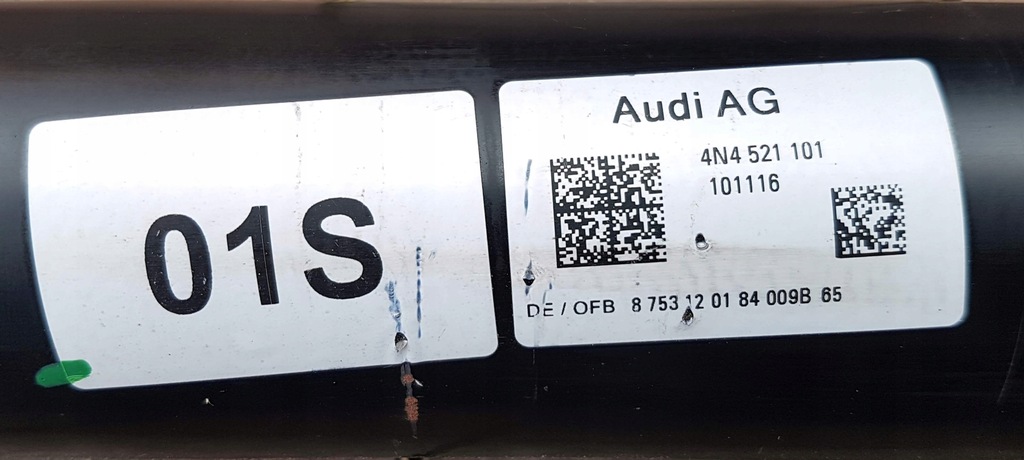 01S
Audi AG
4N4 521 101
101116
DE / OFB 8 753 12 01 84 009B 65